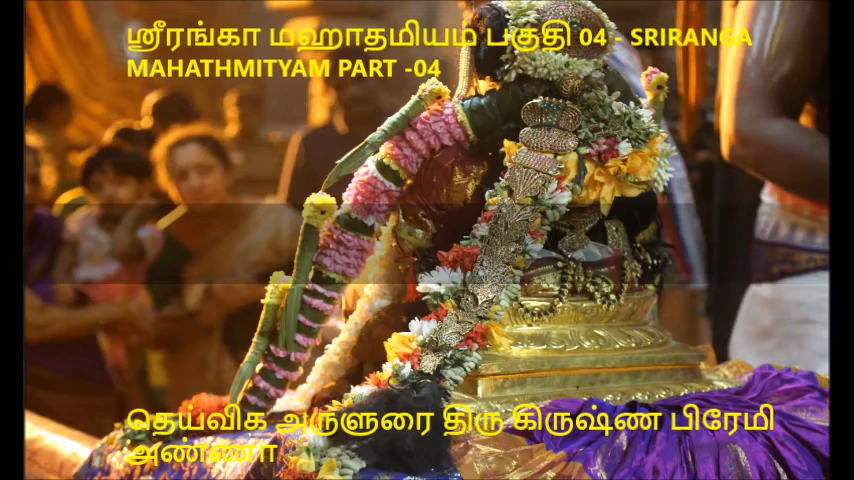 ஸ்ரீரங்கா மஹாதமியம் பகுதி 04 - SRIRANGA
MAHATHMITYAM PART -04
தெய்விக அருளுரை திரு கிருஷ்ண பிரேமி
அண்ணா